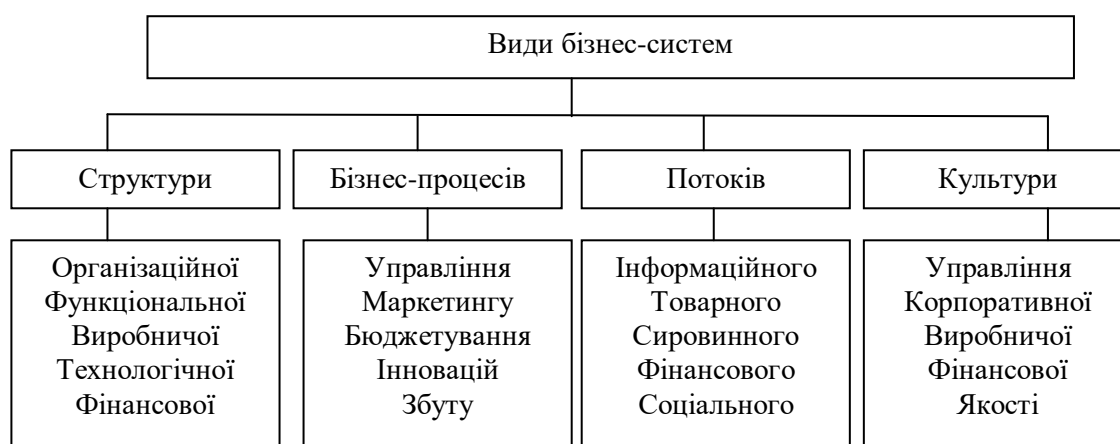 Види бізнес-систем
Структури
Бізнес-процесів
Потоків
Культури
Організаційної
Функціональної
Виробничої
Технологічної
Фінансової
Управління
Маркетингу
Бюджетування
Інновацій
Збуту
Інформаційного
Товарного
Сировинного
Фінансового
Соціального
Управління
Корпоративної
Виробничої
Фінансової
Якості